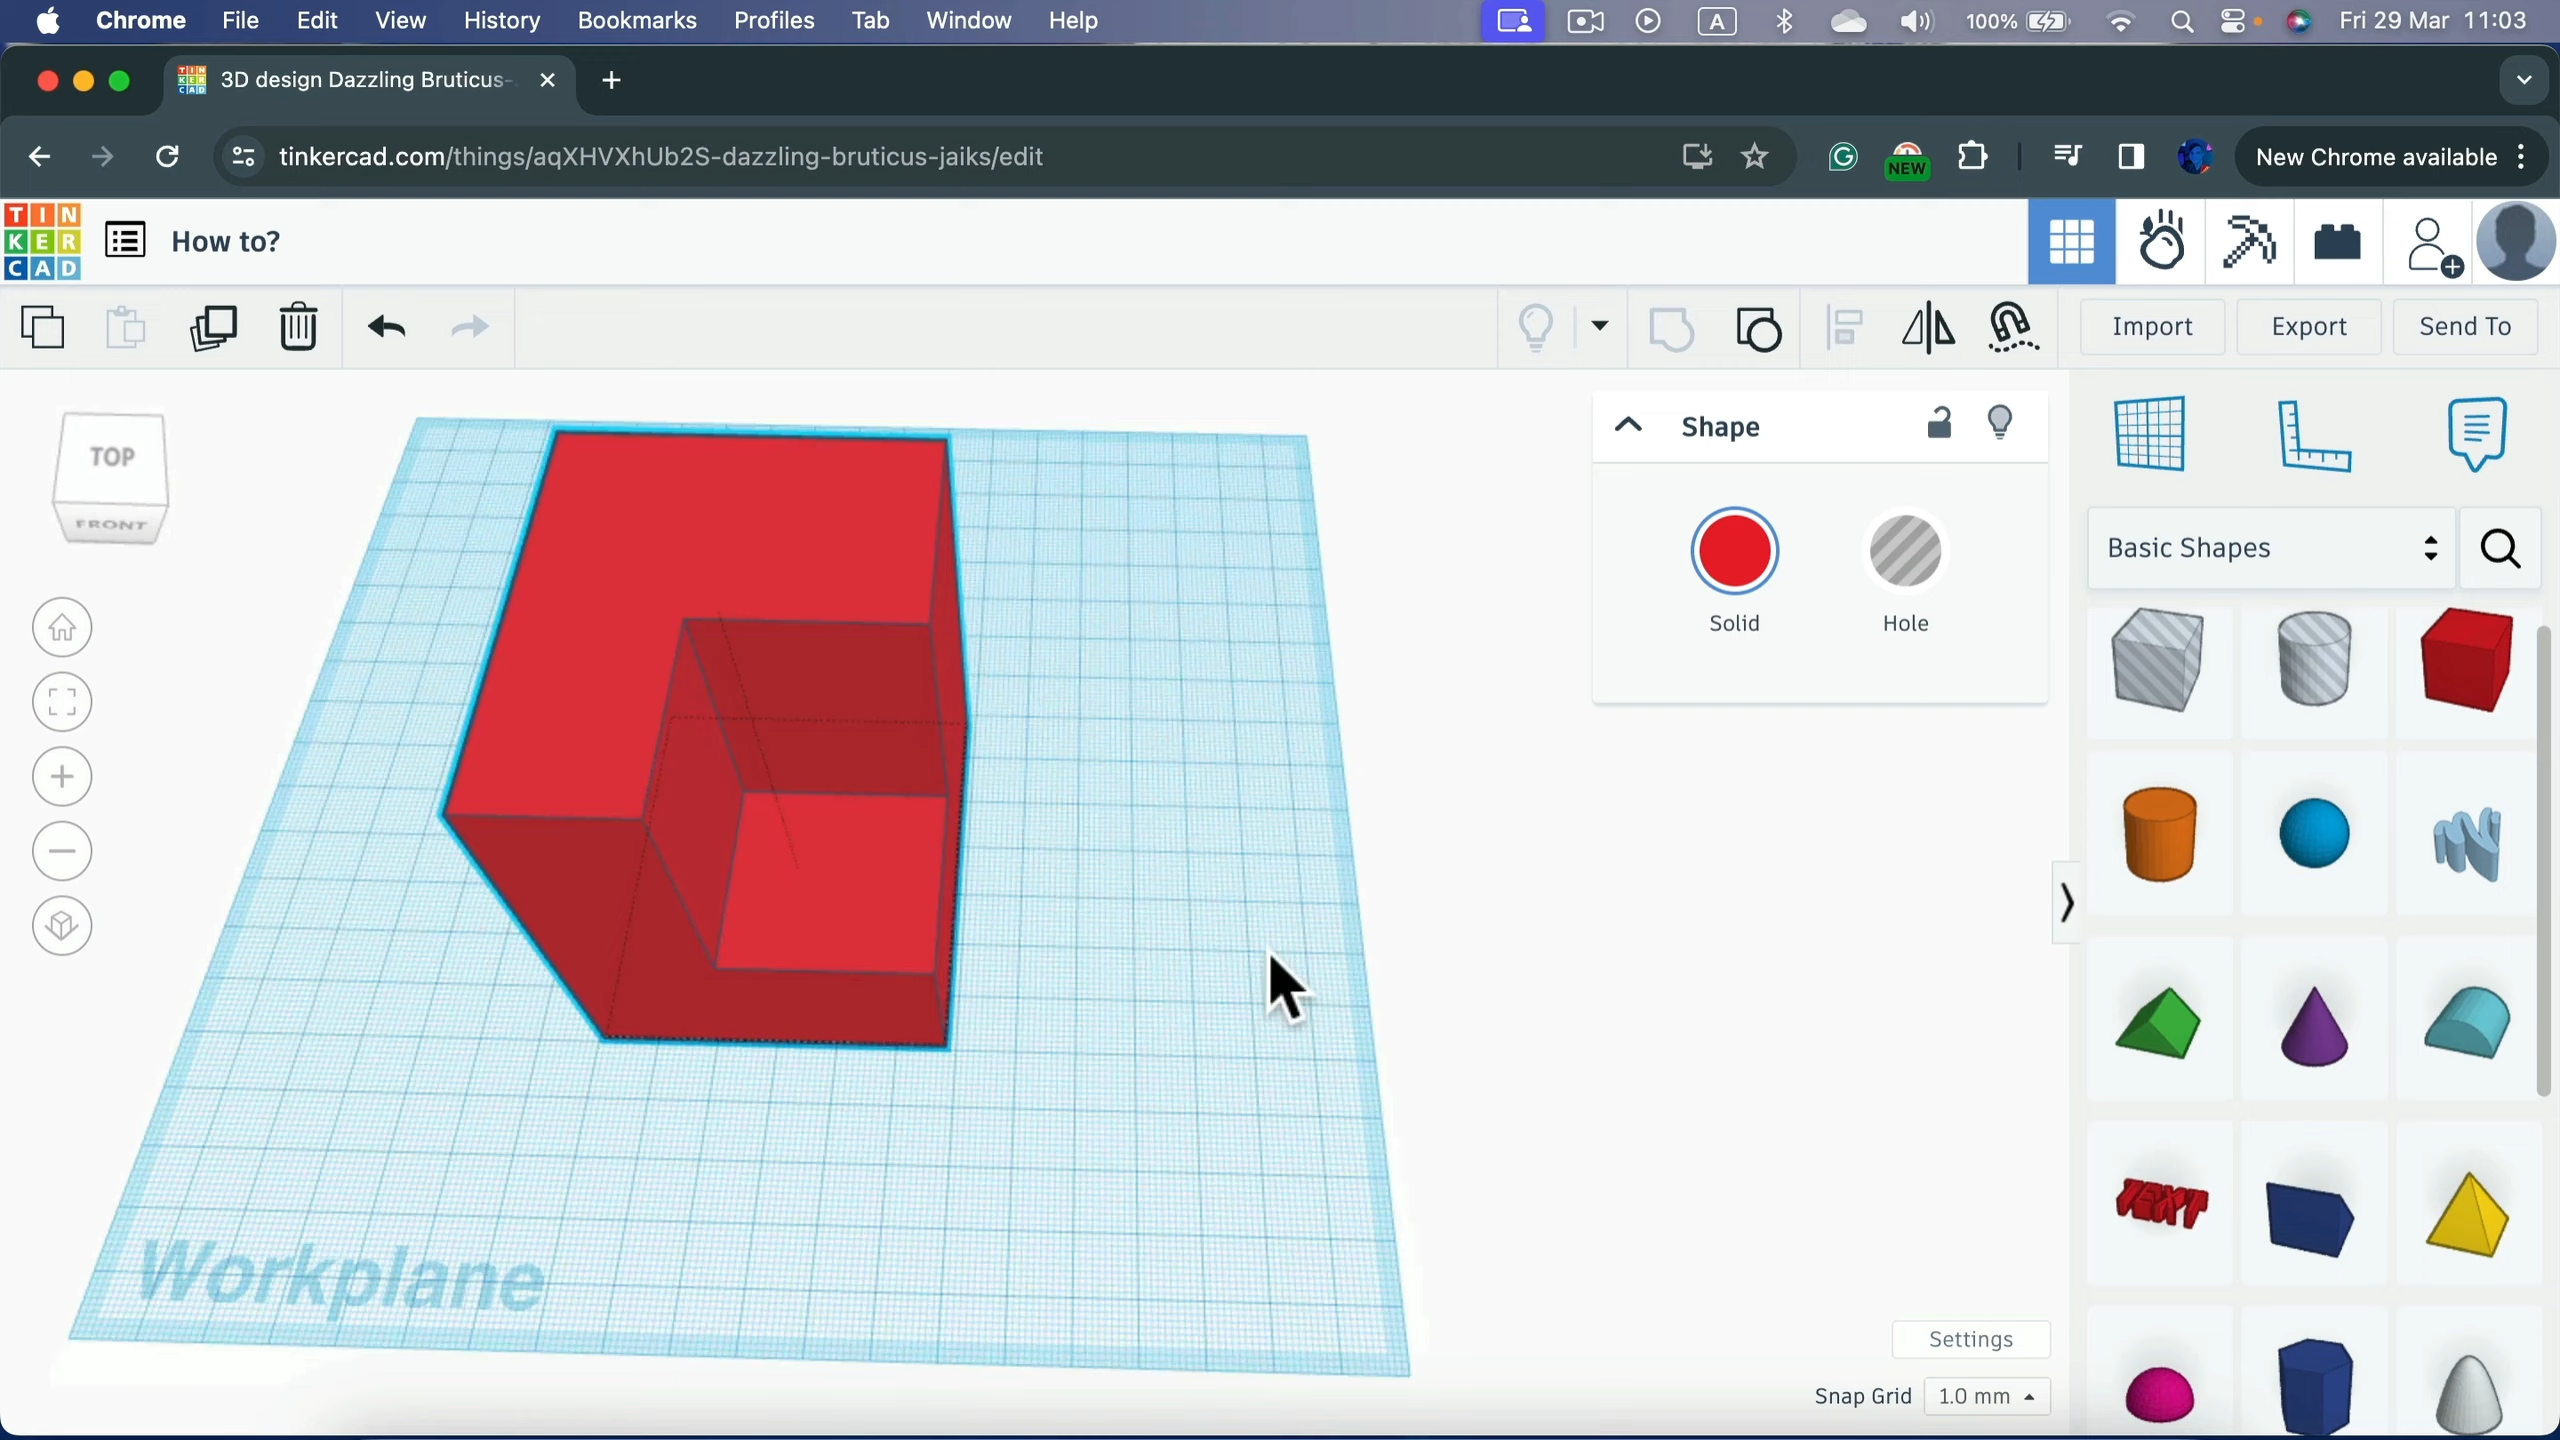 Chrome File Edit View History Bookmarks Profiles Tab Window Help A 100% Fri 29 Mar 11:03
3D design Dazzling Bruticus-
tinkercad.com/things/aqXHVXhUb2S-dazzling-bruticus-jaiks/edit NEW New Chrome available
TIN
KER
CAD
How to?
Import Export Send To
TOP
FRONT
Shape
Solid Hole
Basic Shapes
TEXT
Workplane
Settings
Snap Grid 1.0 mm